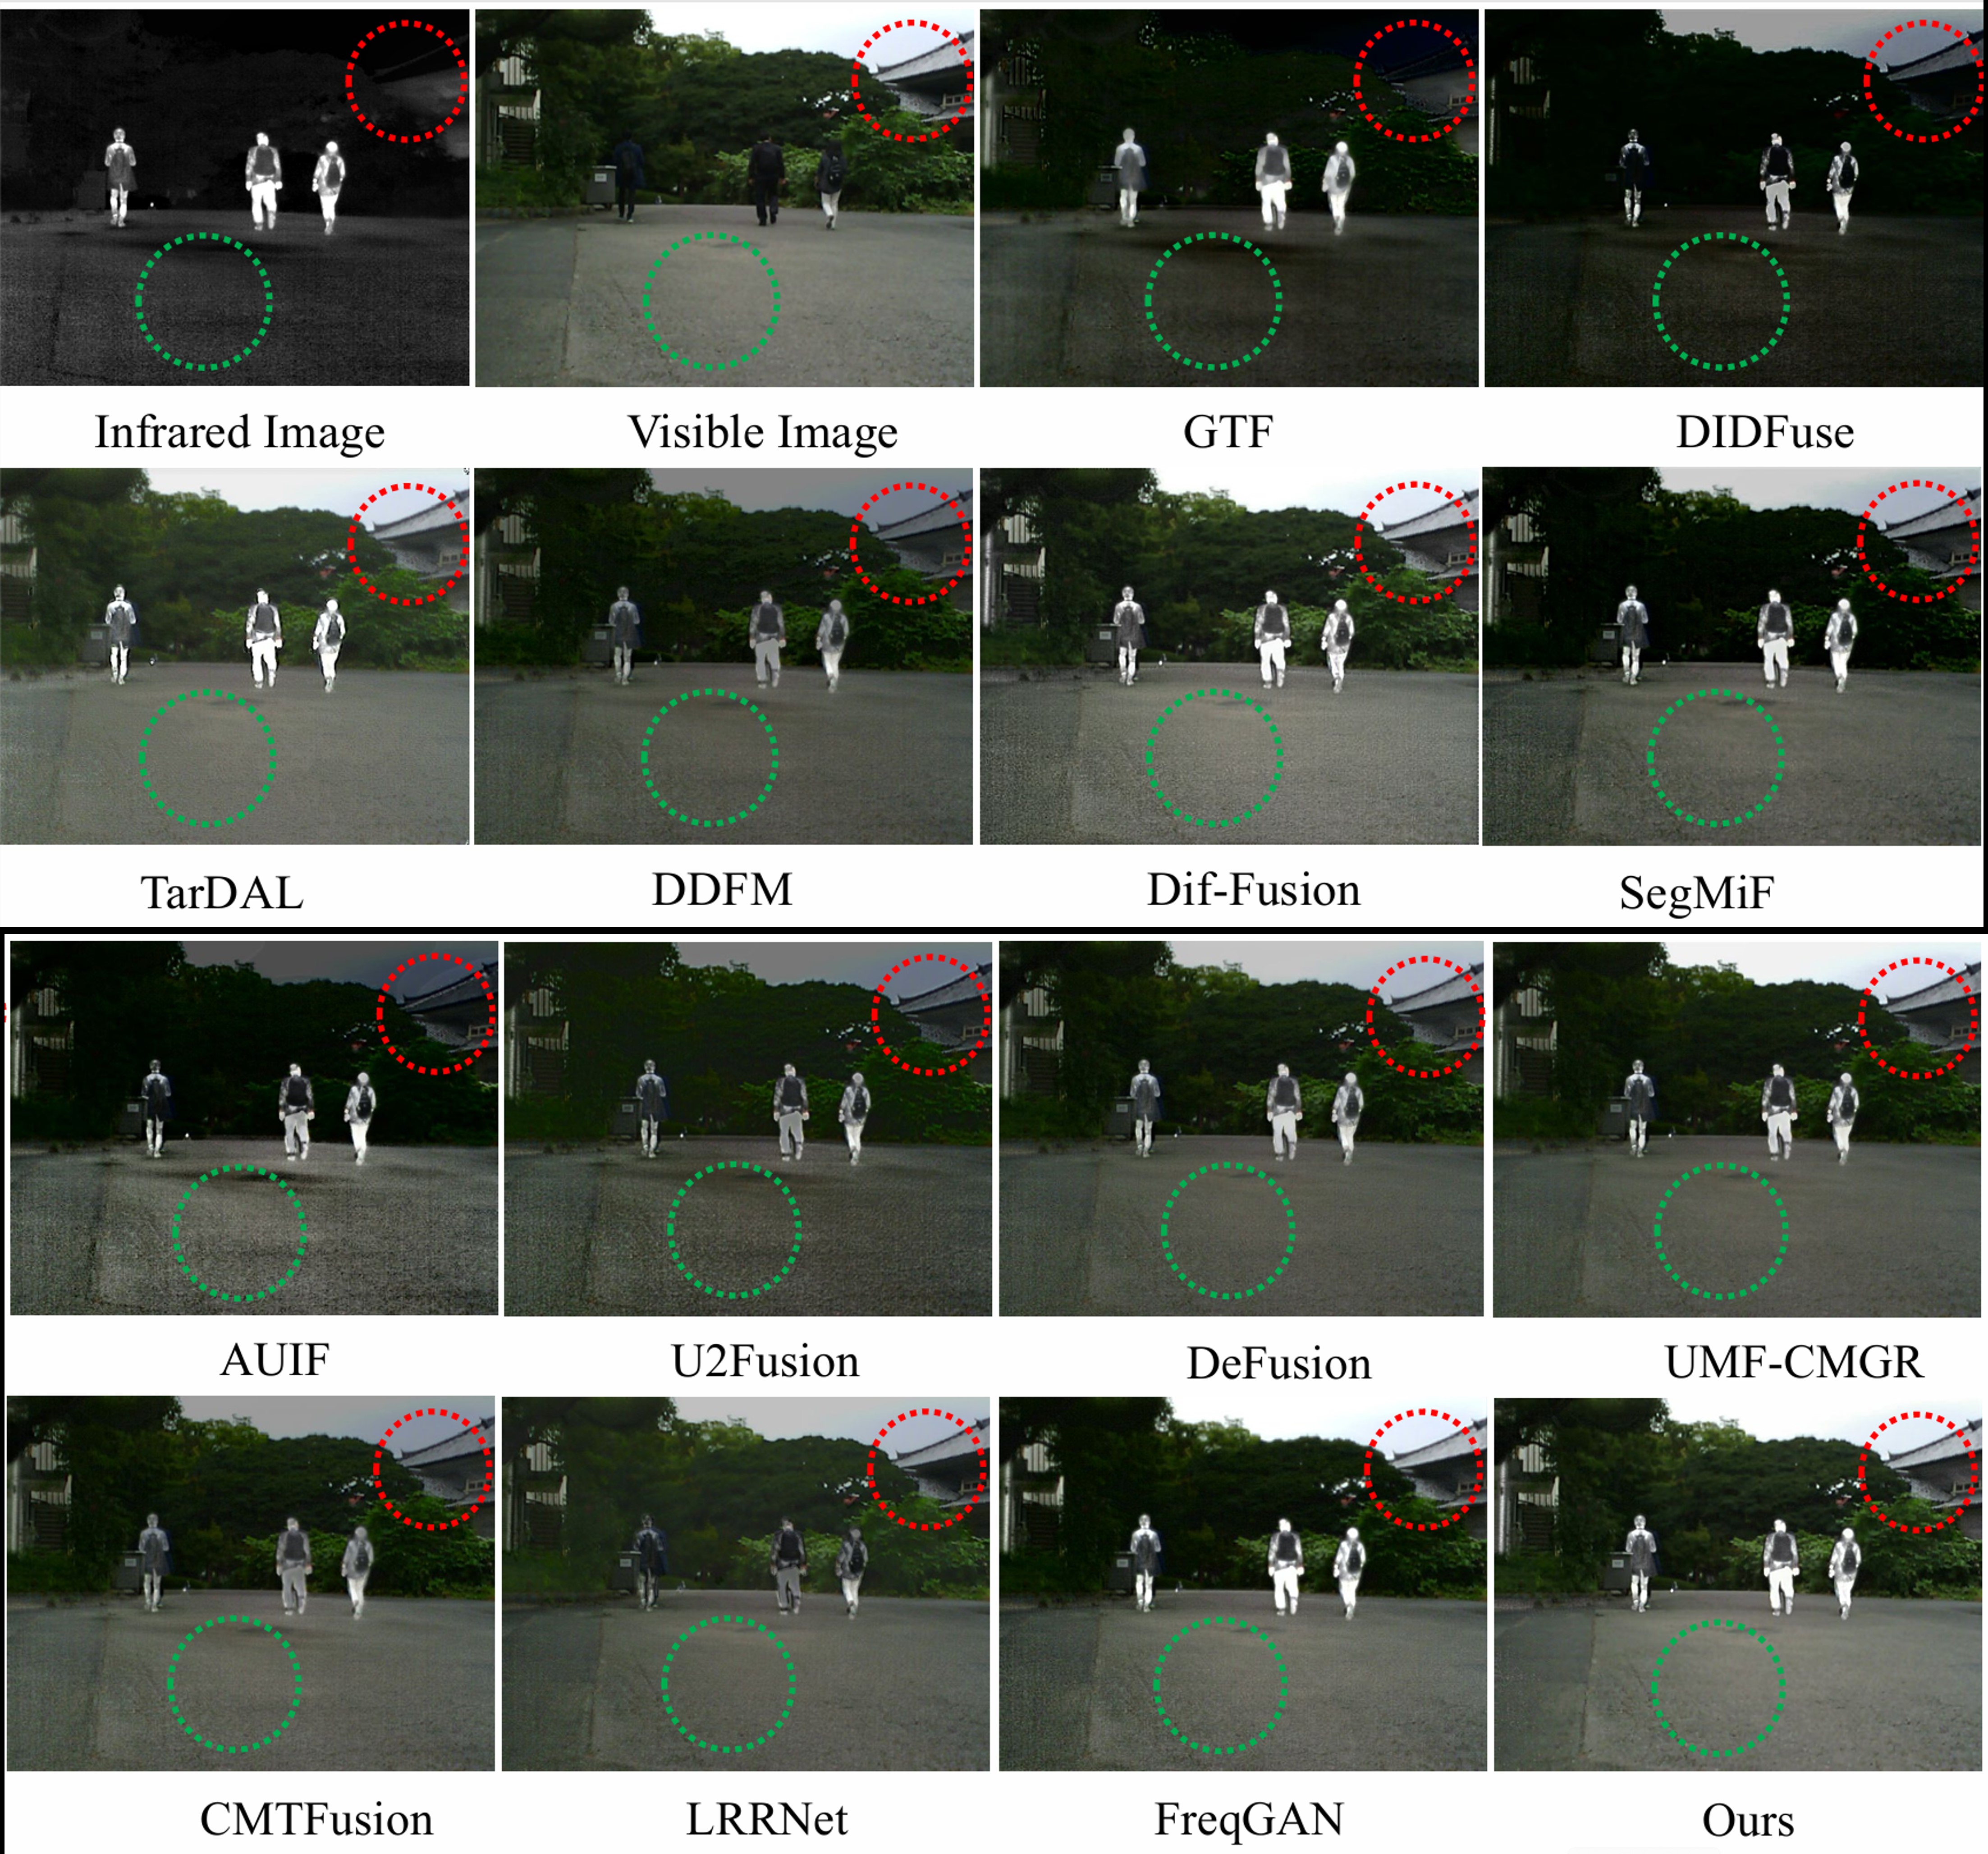 Infrared Image
Visible Image
GTF
DIDFuse
TarDAL
DDFM
Dif-Fusion
SegMiF
AUIF
U2Fusion
DeFusion
UMF-CMGR
CMTFusion
LRRNet
FreqGAN
Ours